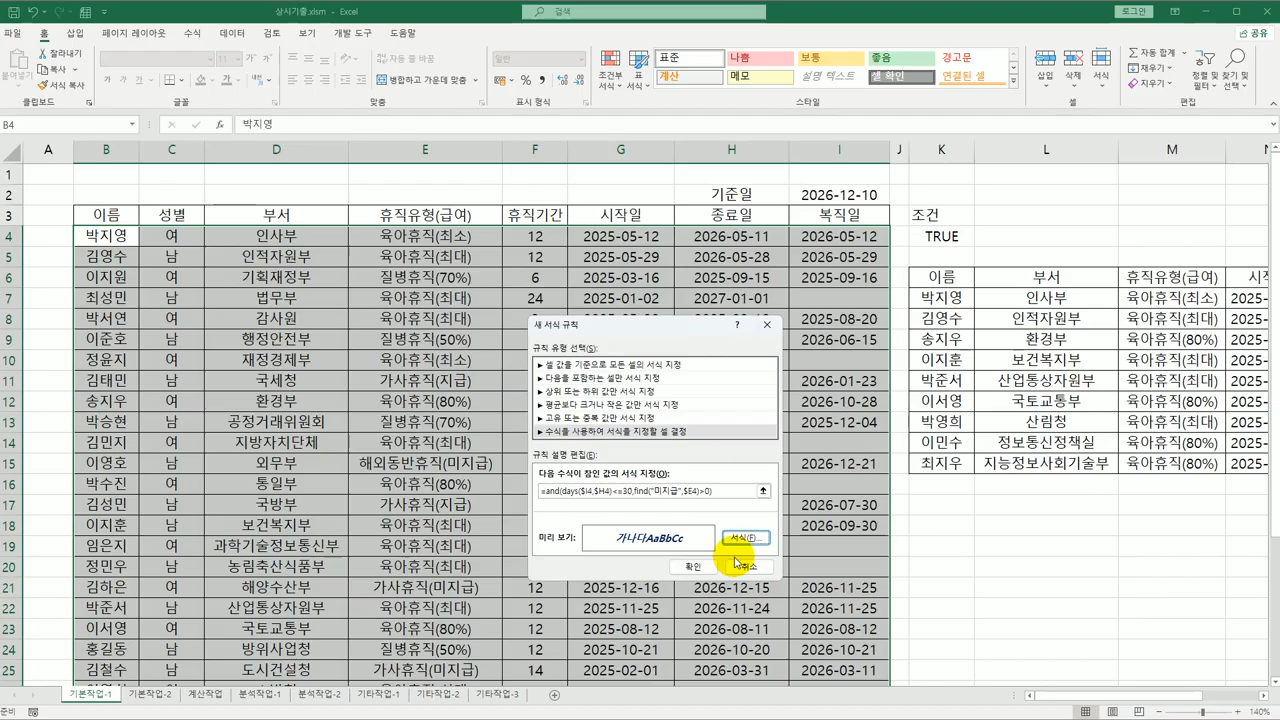 상시기출.xlsm - Excel
검색
로그인
파일 홈 삽입 페이지 레이아웃 수식 데이터 검토 보기 개발 도구 도움말
공유
붙여넣기
잘라내기
복사
서식 복사
클립보드
가 가 가
글꼴
자동 줄 바꿈
병합하고 가운데 맞춤
맞춤
일반
표시 형식
조건부 서식
표 서식
표준 나쁨 보통 좋음 경고문
계산 메모 설명 텍스트 셀 확인 연결된 셀
스타일
삽입 삭제 서식
셀
자동 합계
채우기
지우기
정렬 및 필터
찾기 및 선택
편집
B4
fx
박지영
A B C D E F G H I J K L M N
1
2 기준일 2026-12-10
3 이름 성별 부서 휴직유형(급여) 휴직기간 시작일 종료일 복직일 조건
4 박지영 여 인사부 육아휴직(최소) 12 2025-05-12 2026-05-11 2026-05-12 TRUE
5 김영수 남 인적자원부 육아휴직(최대) 12 2025-05-29 2026-05-28 2026-05-29
6 이지원 여 기획재정부 질병휴직(70%) 6 2025-03-16 2025-09-15 2025-09-16 이름 부서 휴직유형(급여)
7 최성민 남 법무부 육아휴직(최대) 24 2025-01-02 2027-01-01 박지영 인사부 육아휴직(최소) 2025-
8 박서연 여 감사원 육아휴직(최대) 2025-08-20 김영수 인적자원부 육아휴직(최대) 2025-
9 이준호 남 행정안전부 질병휴직(50%) 2026-06-15 송지우 환경부 육아휴직(80%) 2025-
10 정윤지 여 재정경제부 육아휴직(최소) 이지훈 보건복지부 육아휴직(최대) 2025-
11 김태민 남 국세청 가사휴직(지급) 2026-01-23 박준서 산업통상자원부 육아휴직(최대) 2025-
12 송지우 여 환경부 육아휴직(80%) 2026-10-28 이서영 국토교통부 육아휴직(80%) 2025-
13 박승현 남 공정거래위원회 질병휴직(70%) 2025-12-04 박영희 산림청 육아휴직(최대) 2025-
14 김민지 여 지방자치단체 육아휴직(최대) 이민수 정보통신정책실 육아휴직(최대) 2025-
15 이영호 남 외무부 해외동반휴직(미지급) 2026-12-21 최지우 지능정보사회기술부 육아휴직(80%) 2025-
16 박수진 여 통일부 육아휴직(80%)
17 김성민 남 국방부 가사휴직(지급) 2026-07-30
18 이지훈 남 보건복지부 육아휴직(최대) 2026-09-30
19 임은지 여 과학기술정보통신부 육아휴직(최대)
20 정민우 남 농림축산식품부 육아휴직(최대)
21 김하은 여 해양수산부 가사휴직(미지급) 12 2025-12-16 2026-12-15 2026-11-25
22 박준서 남 산업통상자원부 육아휴직(최대) 12 2025-11-25 2026-11-24 2026-11-25
23 이서영 여 국토교통부 육아휴직(80%) 12 2025-08-12 2026-08-11 2026-08-12
24 홍길동 남 방위사업청 질병휴직(50%) 12 2025-10-21 2026-10-20 2026-10-21
25 김철수 남 도시건설청 가사휴직(미지급) 14 2025-02-01 2026-03-31 2026-03-11
새 서식 규칙
규칙 유형 선택(S):
► 셀 값을 기준으로 모든 셀의 서식 지정
► 다음을 포함하는 셀만 서식 지정
► 상위 또는 하위 값만 서식 지정
► 평균보다 크거나 작은 값만 서식 지정
► 고유 또는 중복 값만 서식 지정
► 수식을 사용하여 서식을 지정할 셀 결정
규칙 설명 편집(E):
다음 수식이 참인 값의 서식 지정(O):
=and(days($I4,$H4)<=30,find("미지급",$E4)>0)
미리 보기: 가나다AaBbCc 서식(F)...
확인 취소
기본작업-1 기본작업-2 계산작업 분석작업-1 분석작업-2 기타작업-1 기타작업-2 기타작업-3
준비
140%